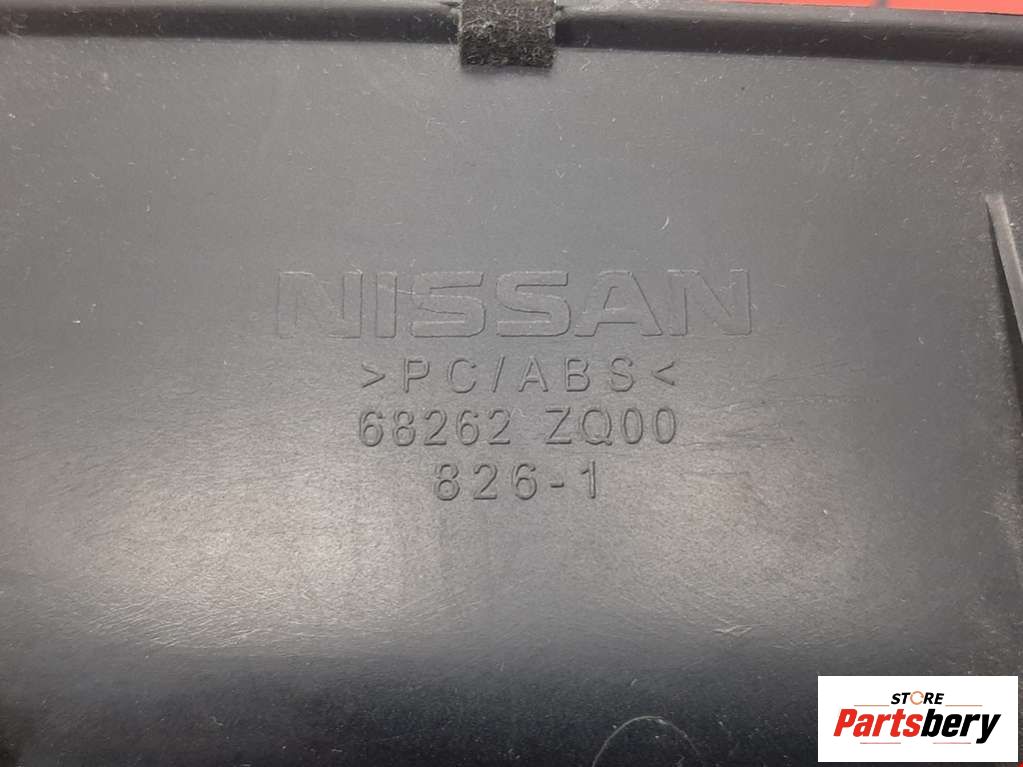 NISSAN
>PC/ABS<
68262 ZQ00
826-1
STORE
Partsbery